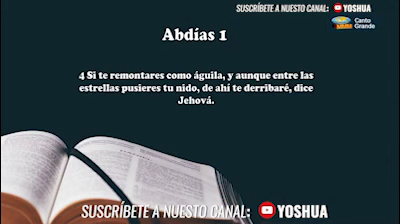 SUSCRÍBETE A NUESTO CANAL: YOSHUA
Canto
Grande
Abdías 1
4 Si te remontares como águila, y aunque entre las
estrellas pusieres tu nido, de ahí te derribaré, dice
Jehová.
SUSCRÍBETE A NUESTO CANAL: YOSHUA